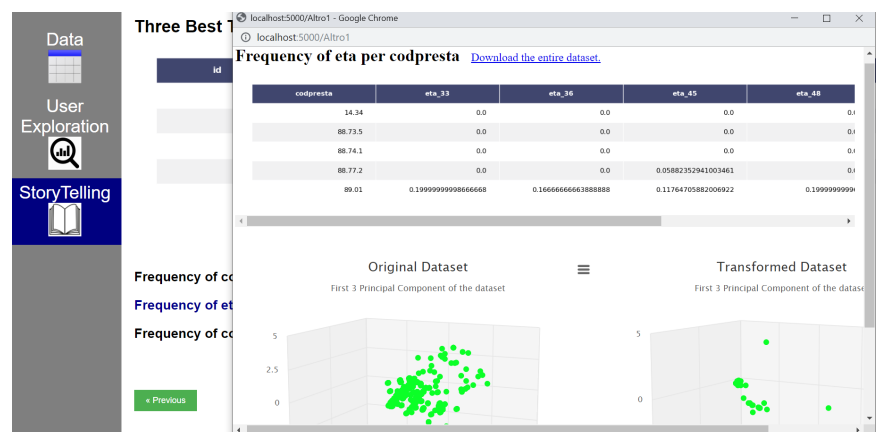 Data
User
Exploration
StoryTelling
Three Best
id
Frequency of
Frequency of
Frequency of
« Previous
localhost:5000/Altro1 - Google Chrome
localhost:5000/Altro1
Frequency of eta per codpresta Download the entire dataset.
codpresta eta_33 eta_36 eta_45 eta_48
14.34 0.0 0.0 0.0
88.73.5 0.0 0.0 0.0
88.74.1 0.0 0.0 0.0
88.77.2 0.0 0.0 0.05882352941003461
89.01 0.19999999998666668 0.16666666663888888 0.11764705882006922 0.1999999999
Original Dataset
First 3 Principal Component of the dataset
5
2.5
0
Transformed Dataset
First 3 Principal Component of the datase
5
0